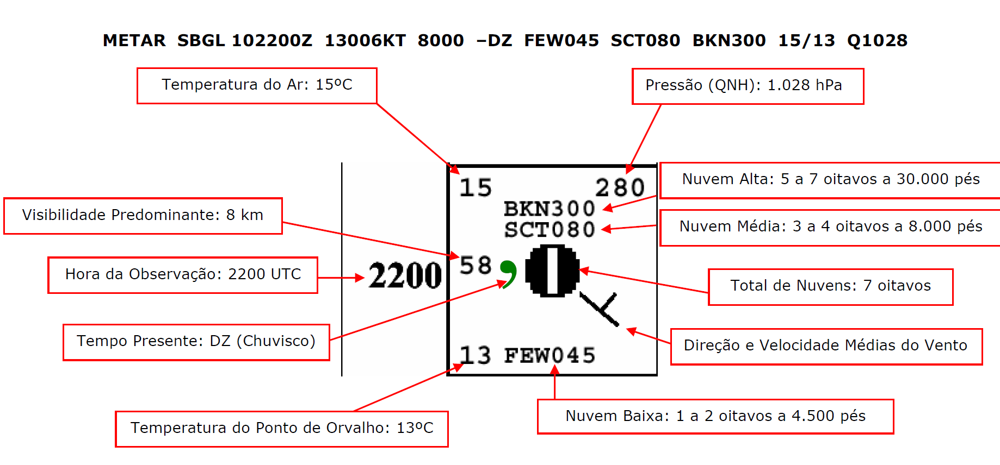 METAR SBGL 102200Z 13006KT 8000 –DZ FEW045 SCT080 BKN300 15/13 Q1028
Temperatura do Ar: 15ºC
Pressão (QNH): 1.028 hPa
15
280
Nuvem Alta: 5 a 7 oitavos a 30.000 pés
BKN300
Visibilidade Predominante: 8 km
SCT080
Nuvem Média: 3 a 4 oitavos a 8.000 pés
Hora da Observação: 2200 UTC
2200
58
Total de Nuvens: 7 oitavos
Tempo Presente: DZ (Chuvisco)
Direção e Velocidade Médias do Vento
13
FEW045
Temperatura do Ponto de Orvalho: 13ºC
Nuvem Baixa: 1 a 2 oitavos a 4.500 pés